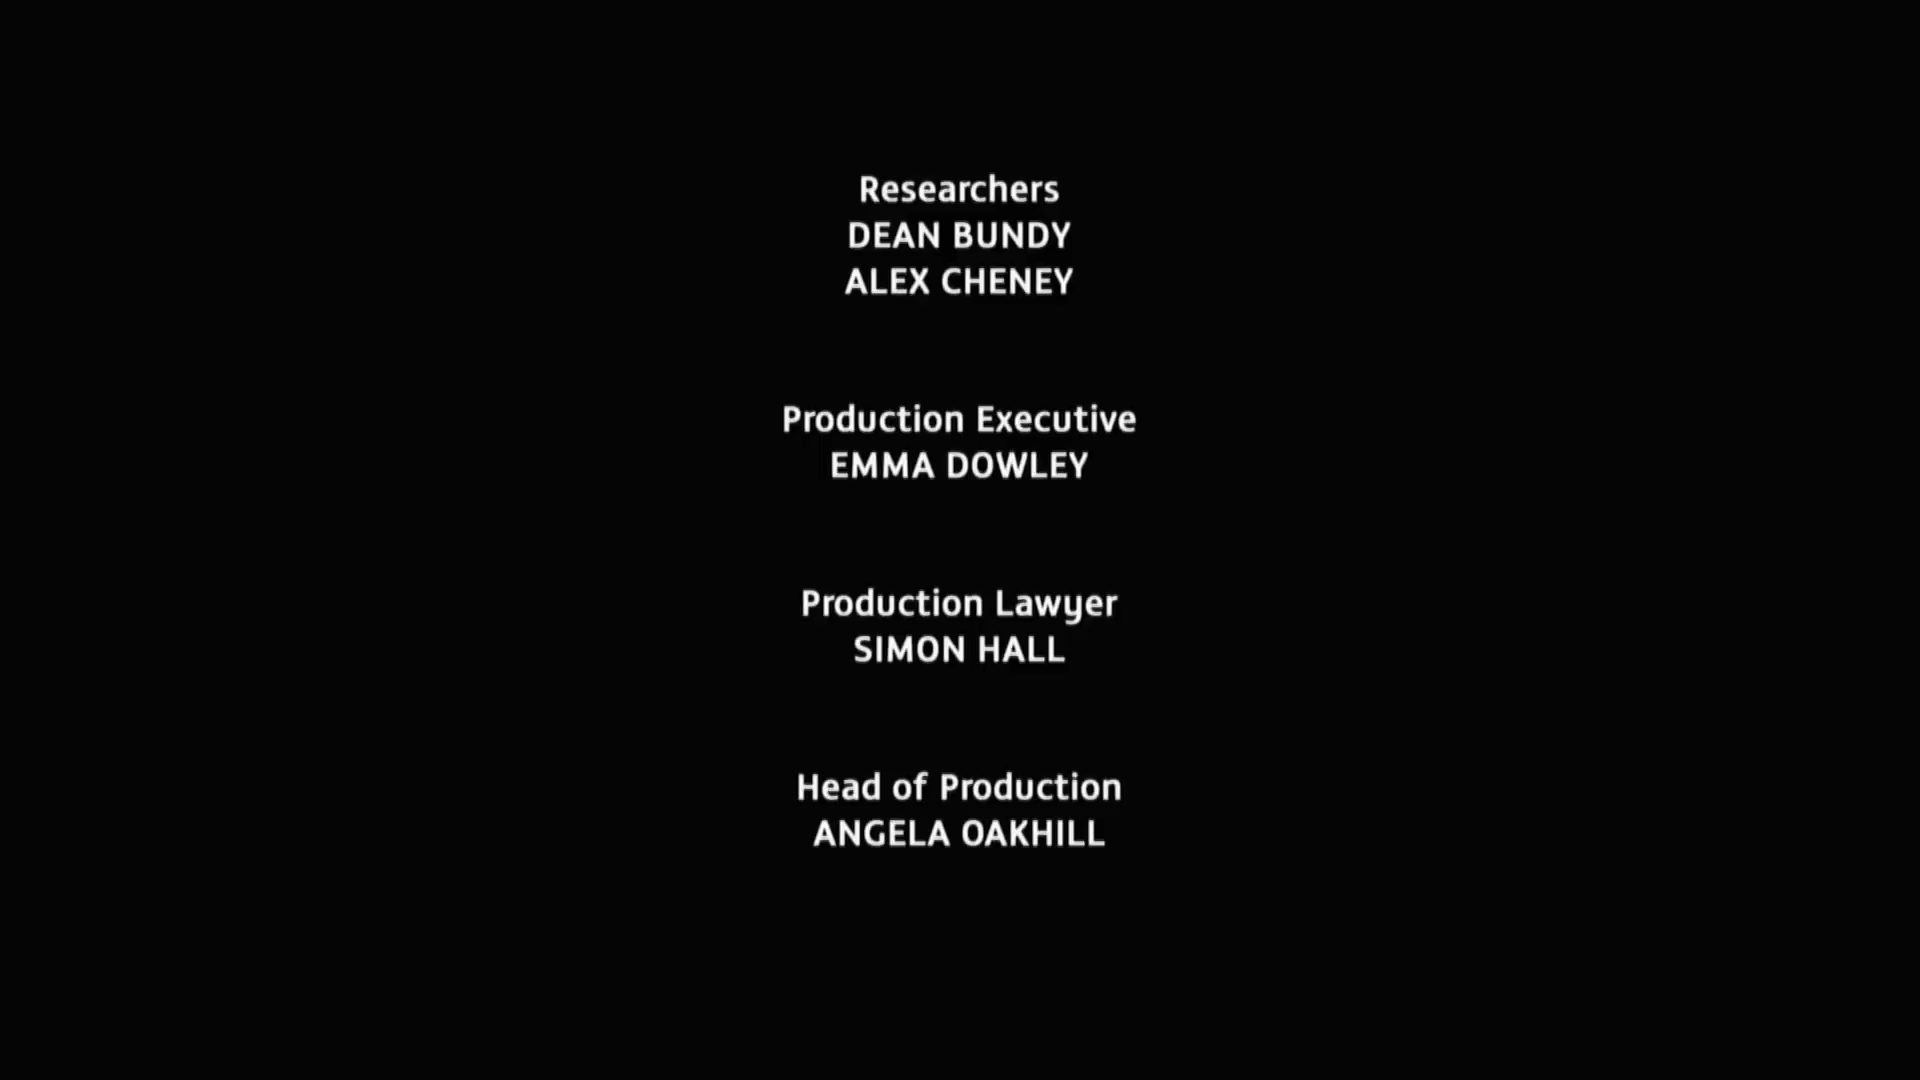 Researchers
DEAN BUNDY
ALEX CHENEY
Production Executive
EMMA DOWLEY
Production Lawyer
SIMON HALL
Head of Production
ANGELA OAKHILL